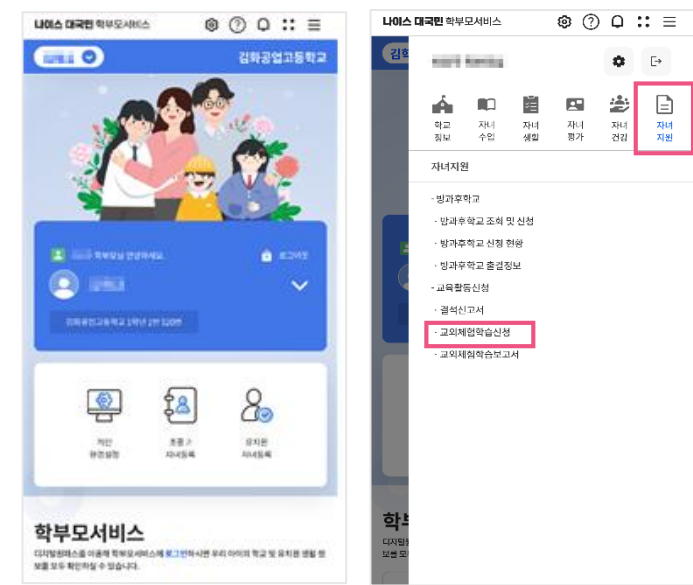 나이스 대국민 학부모서비스
김화공업고등학교
학부모님 안녕하세요.
로그아웃
김화공업고등학교 1학년 1반
개인
환경설정
초중고
자녀등록
유치원
자녀등록
학부모서비스
디지털원패스를 이용해 학부모서비스에 로그인하시면 우리 아이의 학교 및 유치원 생활 정
보를 모두 확인하실 수 있습니다.
나이스 대국민 학부모서비스
김화
학교
정보
자녀
수업
자녀
생활
자녀
평가
자녀
건강
자녀
지원
자녀지원
- 방과후학교
· 방과후학교 조회 및 신청
· 방과후학교 신청 현황
· 방과후학교 출결정보
- 교육활동신청
· 결석신고서
· 교외체험학습신청
· 교외체험학습보고서
학부
디지털원
보를 모